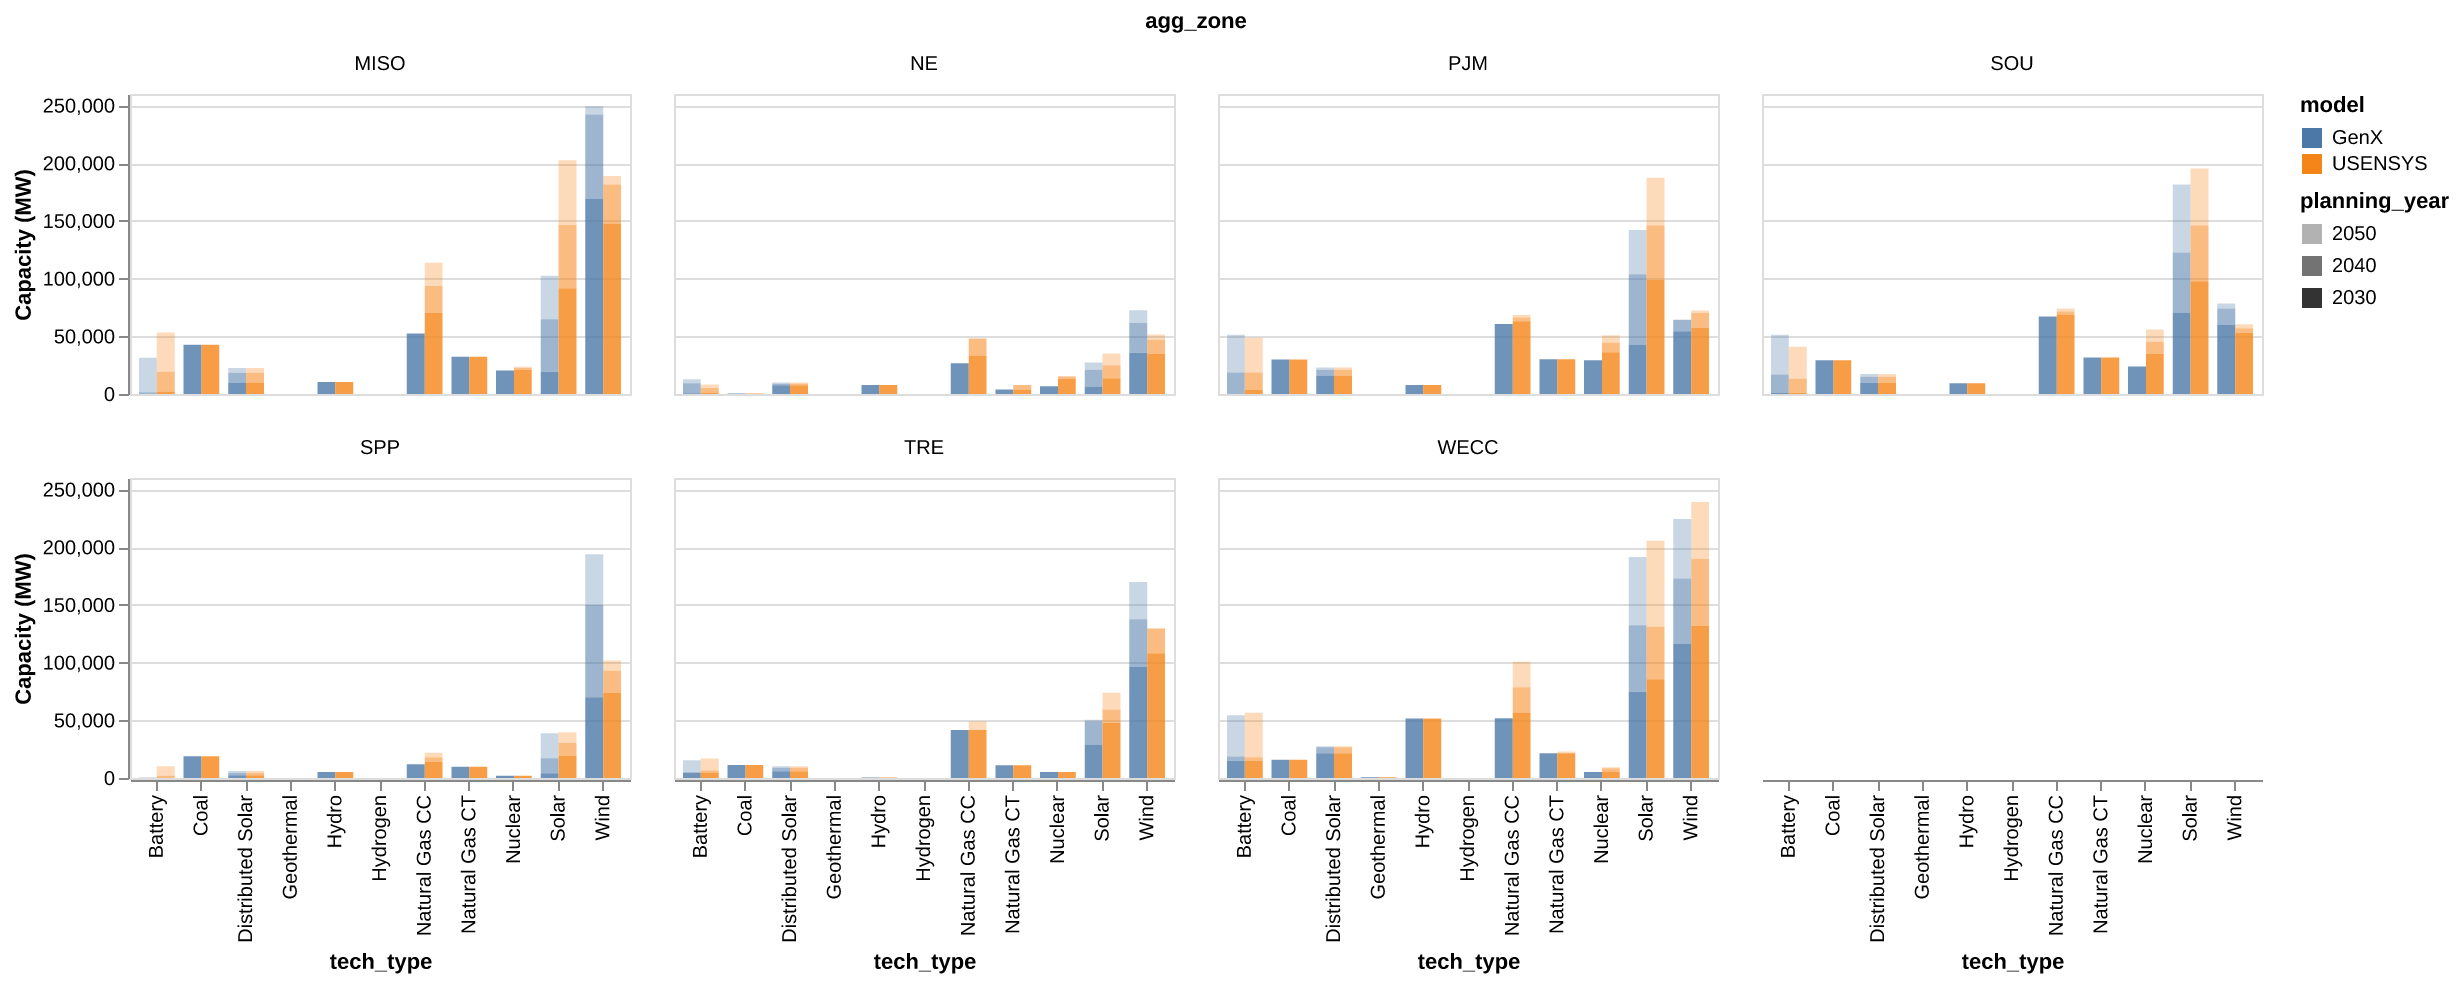 agg_zone
MISO
NE
PJM
SOU
Capacity (MW)
250,000
200,000
150,000
100,000
50,000
0
model
GenX
USENSYS
planning_year
2050
2040
2030
SPP
TRE
WECC
Capacity (MW)
250,000
200,000
150,000
100,000
50,000
0
Battery
Coal
Distributed Solar
Geothermal
Hydro
Hydrogen
Natural Gas CC
Natural Gas CT
Nuclear
Solar
Wind
tech_type
Battery
Coal
Distributed Solar
Geothermal
Hydro
Hydrogen
Natural Gas CC
Natural Gas CT
Nuclear
Solar
Wind
tech_type
Battery
Coal
Distributed Solar
Geothermal
Hydro
Hydrogen
Natural Gas CC
Natural Gas CT
Nuclear
Solar
Wind
tech_type
Battery
Coal
Distributed Solar
Geothermal
Hydro
Hydrogen
Natural Gas CC
Natural Gas CT
Nuclear
Solar
Wind
tech_type